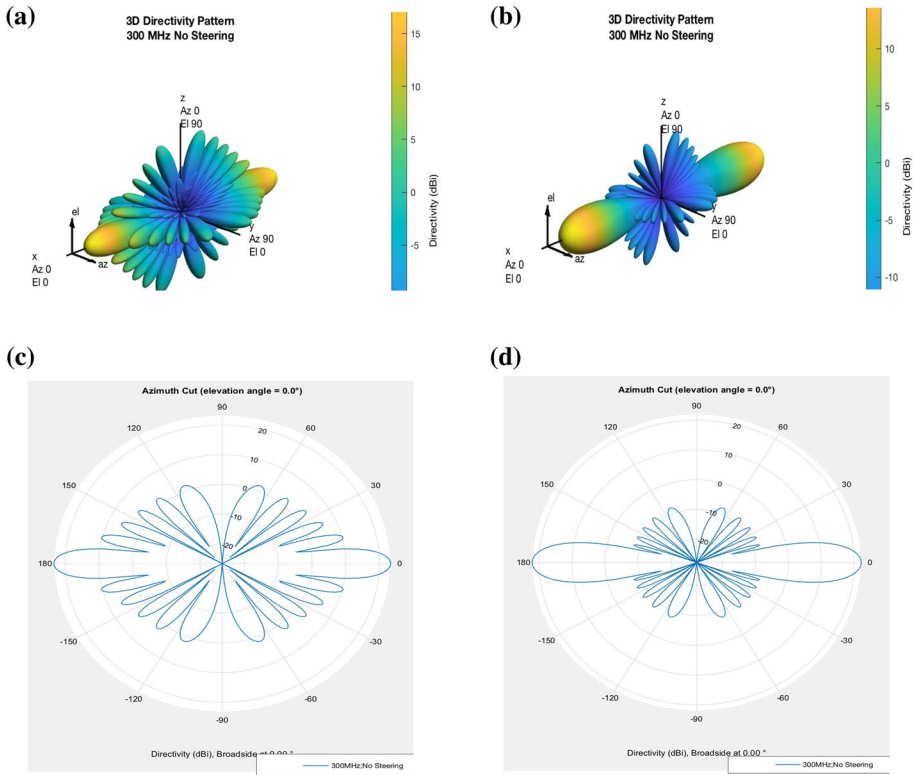 (a)
3D Directivity Pattern
300 MHz No Steering
z
Az 0
El 90
el
x
Az 0
El 0
az
y
Az 90
El 0
15
10
5
0
-5
Directivity (dBi)
(b)
3D Directivity Pattern
300 MHz No Steering
z
Az 0
El 90
el
x
Az 0
El 0
az
y
Az 90
El 0
10
5
0
-5
-10
Directivity (dBi)
(c)
Azimuth Cut (elevation angle = 0.0°)
90
120
60
20
10
150
30
0
-10
-20
180
0
-150
-30
-120
-60
-90
Directivity (dBi), Broadside at 0.00 °
300MHz;No Steering
(d)
Azimuth Cut (elevation angle = 0.0°)
90
120
60
20
10
150
30
0
-10
-20
180
0
-150
-30
-120
-60
-90
Directivity (dBi), Broadside at 0.00 °
300MHz;No Steering